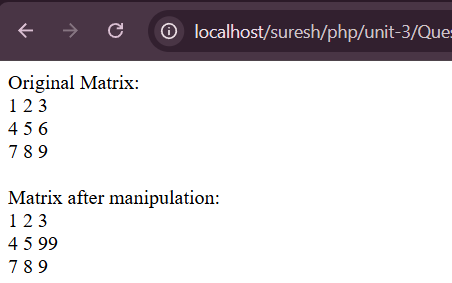 localhost/suresh/php/unit-3/Ques
Original Matrix:
1 2 3
4 5 6
7 8 9
Matrix after manipulation:
1 2 3
4 5 99
7 8 9